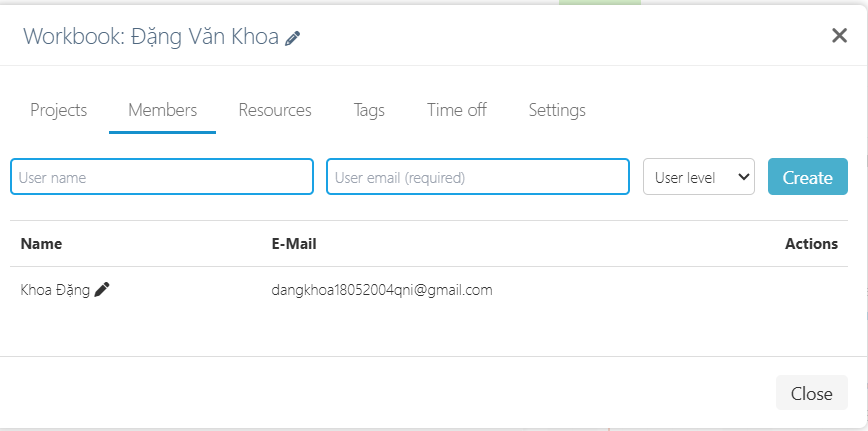 Workbook: Đặng Văn Khoa
Projects Members Resources Tags Time off Settings
User name User email (required) User level Create
Name E-Mail Actions
Khoa Đặng dangkhoa18052004qni@gmail.com
Close